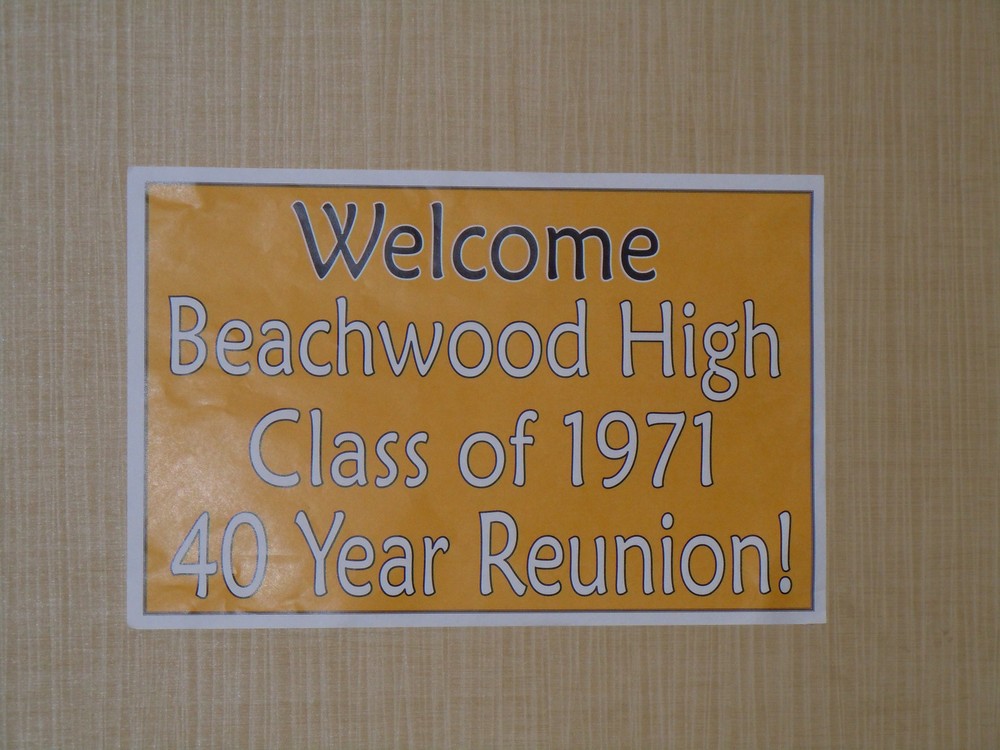 Welcome
Beachwood High
Class of 1971
40 Year Reunion!